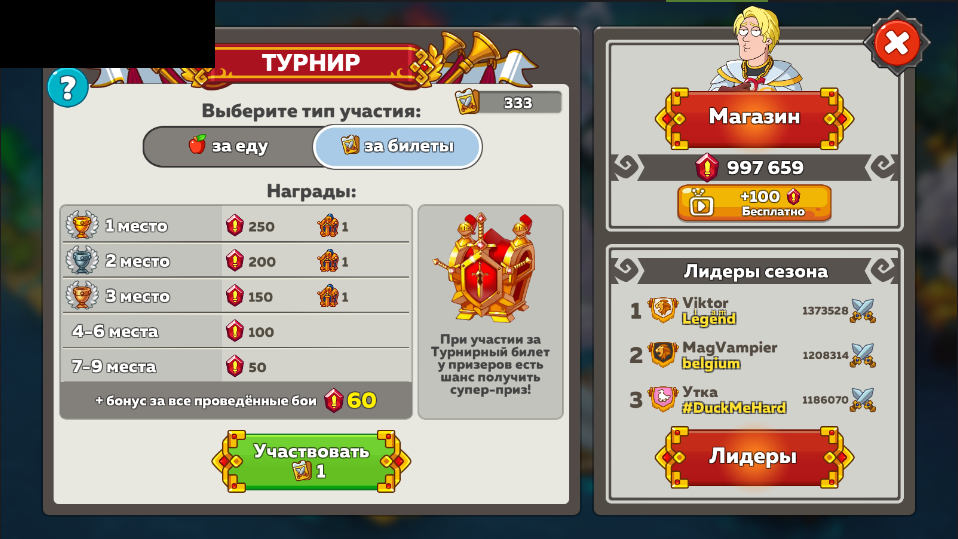 ТУРНИР
?
Выберите тип участия:
333
за еду
за билеты
Награды:
1 место 250 1
2 место 200 1
3 место 150 1
4-6 места 100
7-9 места 50
+ бонус за все проведённые бои 60
При участии за
Турнирный билет
у призеров есть
шанс получить
супер-приз!
Участвовать
1
Магазин
997 659
+100
Бесплатно
Лидеры сезона
1 Viktor 1373528
Legend
2 MagVampier 1208314
belgium
3 Утка 1186070
#DuckMeHard
Лидеры